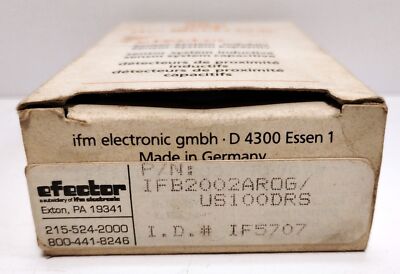 détecteurs de proximité
inductifs
détecteurs de proximité
capacitifs
ifm electronic gmbh · D 4300 Essen 1
Made in Germany
efector
a subsidiary of ifm electronic
Exton, PA 19341
215-524-2000
800-441-8246
P/N:
IFB2002AROG/
US100DRS
I.D.# IF5707